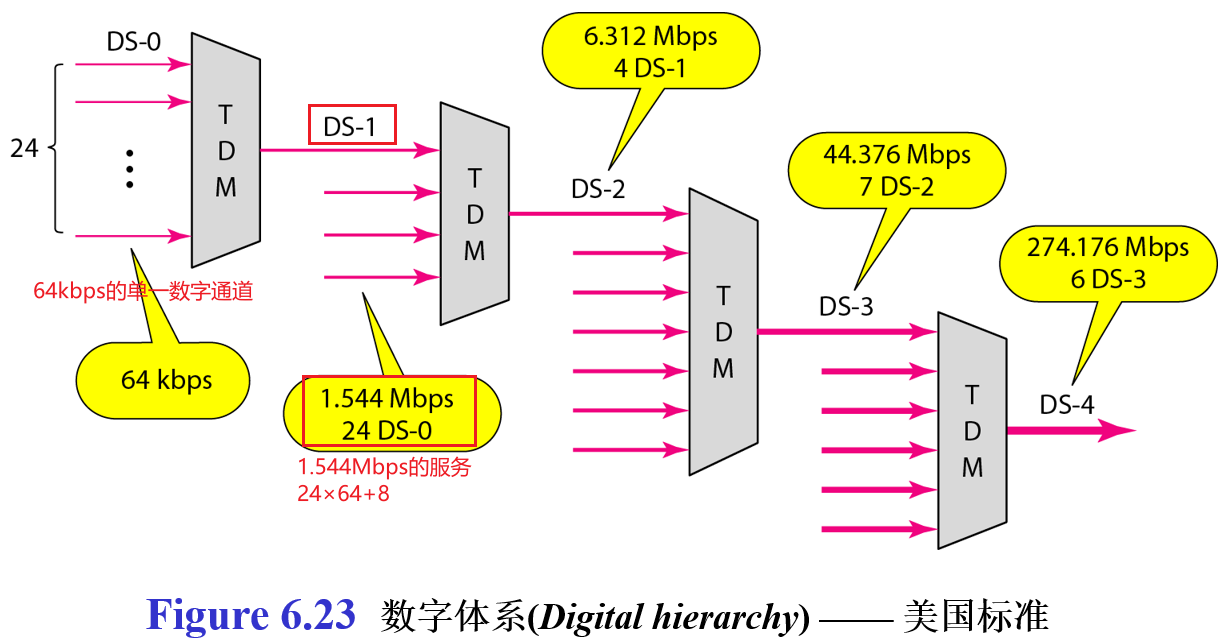 DS-0
24
T
D
M
64kbps的单一数字通道
64 kbps
DS-1
1.544 Mbps
24 DS-0
1.544Mbps的服务
24×64+8
T
D
M
6.312 Mbps
4 DS-1
DS-2
T
D
M
44.376 Mbps
7 DS-2
DS-3
T
D
M
274.176 Mbps
6 DS-3
DS-4
Figure 6.23 数字体系(Digital hierarchy) —— 美国标准